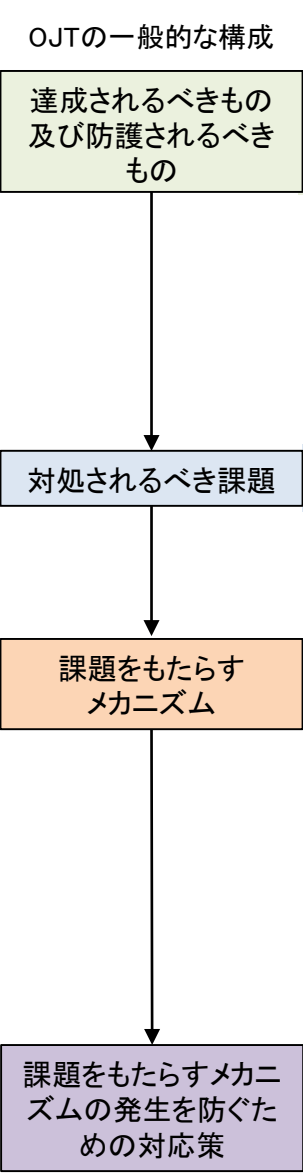 OJTの一般的な構成
達成されるべきもの
及び防護されるべき
もの
対処されるべき課題
課題をもたらす
メカニズム
課題をもたらすメカニ
ズムの発生を防ぐた
めの対応策